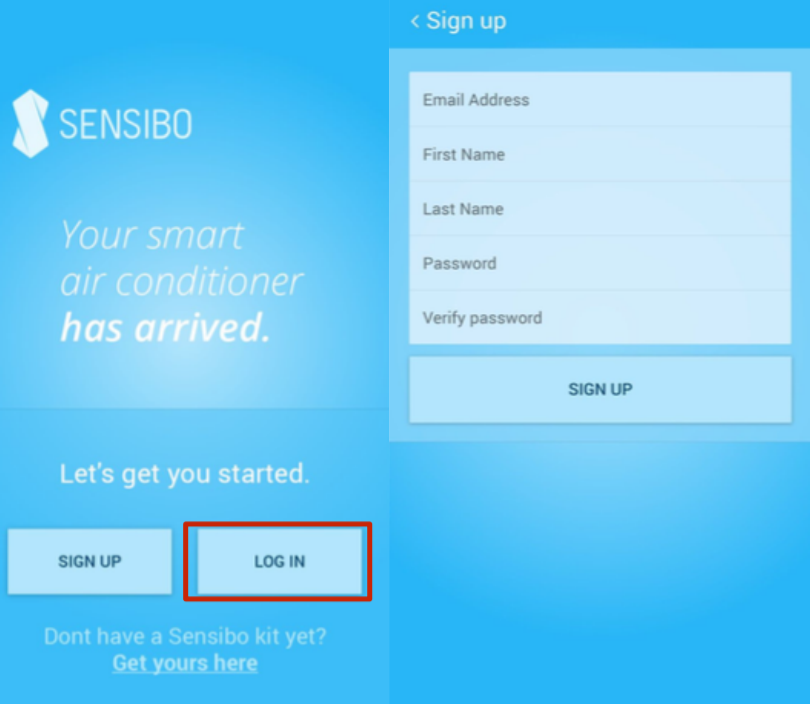 SENSIBO
Your smart
air conditioner
has arrived.
Let's get you started.
SIGN UP
LOG IN
Dont have a Sensibo kit yet?
Get yours here
< Sign up
Email Address
First Name
Last Name
Password
Verify password
SIGN UP